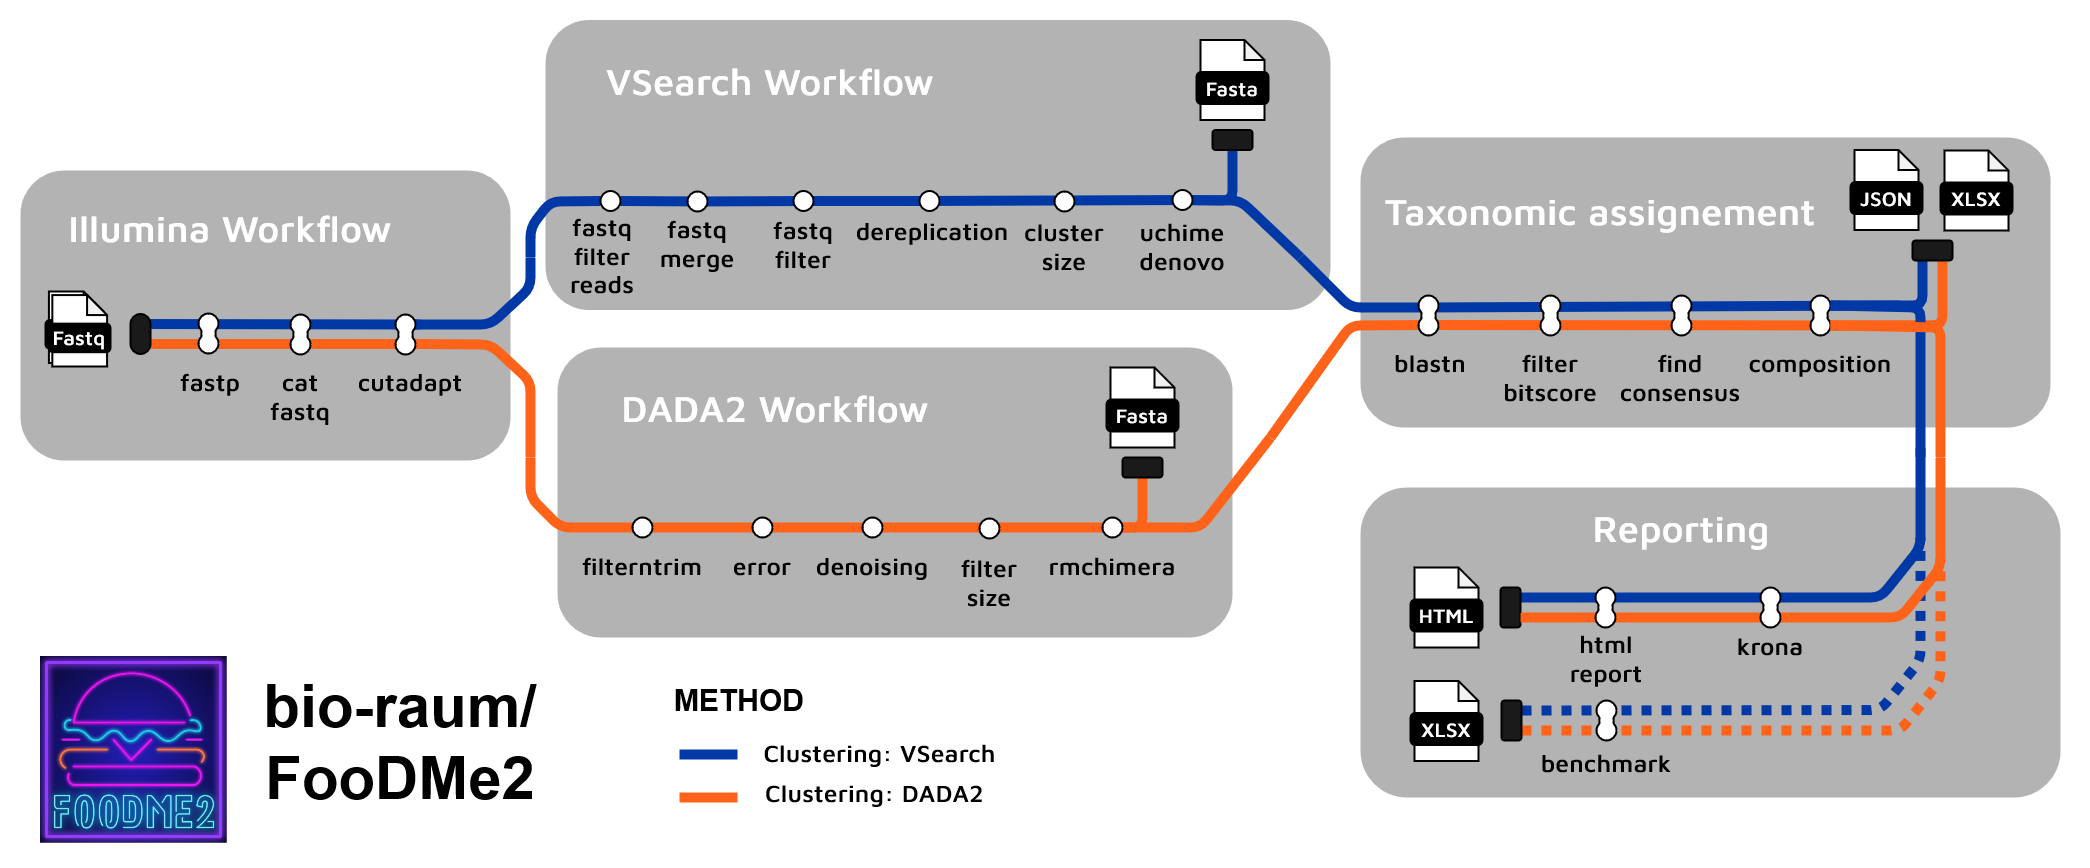 Illumina Workflow
Fastq
fastp
cat
fastq
cutadapt
VSearch Workflow
Fasta
fastq
filter
reads
fastq
merge
fastq
filter
dereplication
cluster
size
uchime
denovo
DADA2 Workflow
Fasta
filterntrim
error
denoising
filter
size
rmchimera
Taxonomic assignement
JSON
XLSX
blastn
filter
bitscore
find
consensus
composition
Reporting
HTML
html
report
krona
XLSX
benchmark
FOODME2
bio-raum/
FooDMe2
METHOD
Clustering: VSearch
Clustering: DADA2